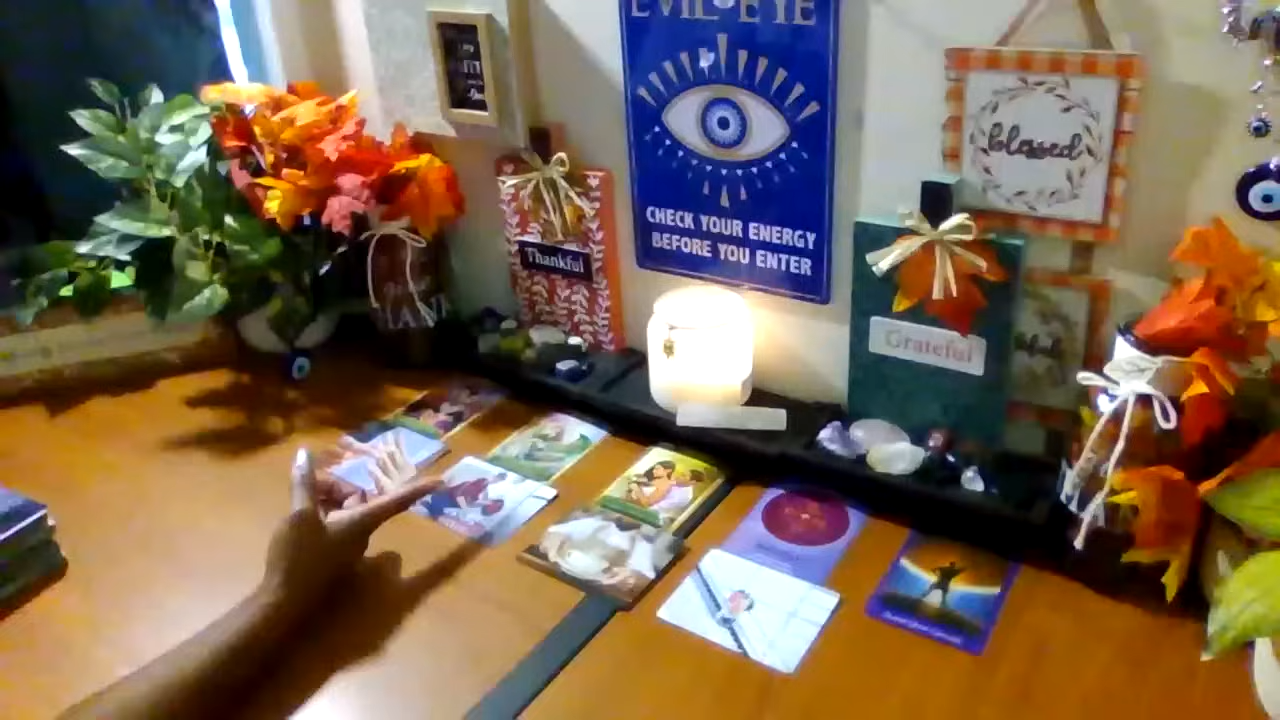 EVIL EYE
CHECK YOUR ENERGY
BEFORE YOU ENTER
Thankful
blessed
Grateful